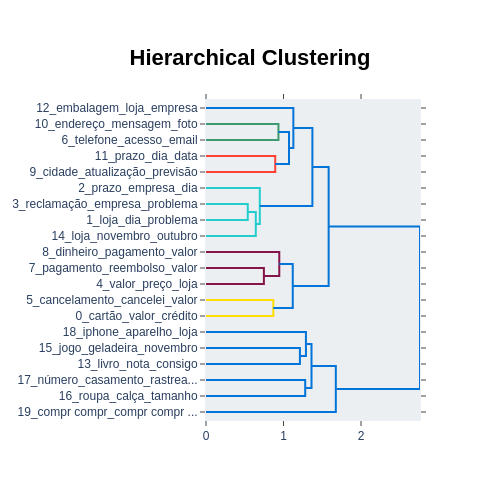 Hierarchical Clustering
12_embalagem_loja_empresa
10_endereço_mensagem_foto
6_telefone_acesso_email
11_prazo_dia_data
9_cidade_atualização_previsão
2_prazo_empresa_dia
3_reclamação_empresa_problema
1_loja_dia_problema
14_loja_novembro_outubro
8_dinheiro_pagamento_valor
7_pagamento_reembolso_valor
4_valor_preço_loja
5_cancelamento_cancelei_valor
0_cartão_valor_crédito
18_iphone_aparelho_loja
15_jogo_geladeira_novembro
13_livro_nota_consigo
17_número_casamento_rastrea...
16_roupa_calça_tamanho
19_compr compr_compr compr ...
0 1 2